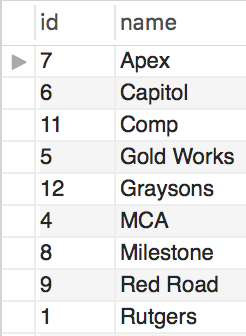 id name
7 Apex
6 Capitol
11 Comp
5 Gold Works
12 Graysons
4 MCA
8 Milestone
9 Red Road
1 Rutgers